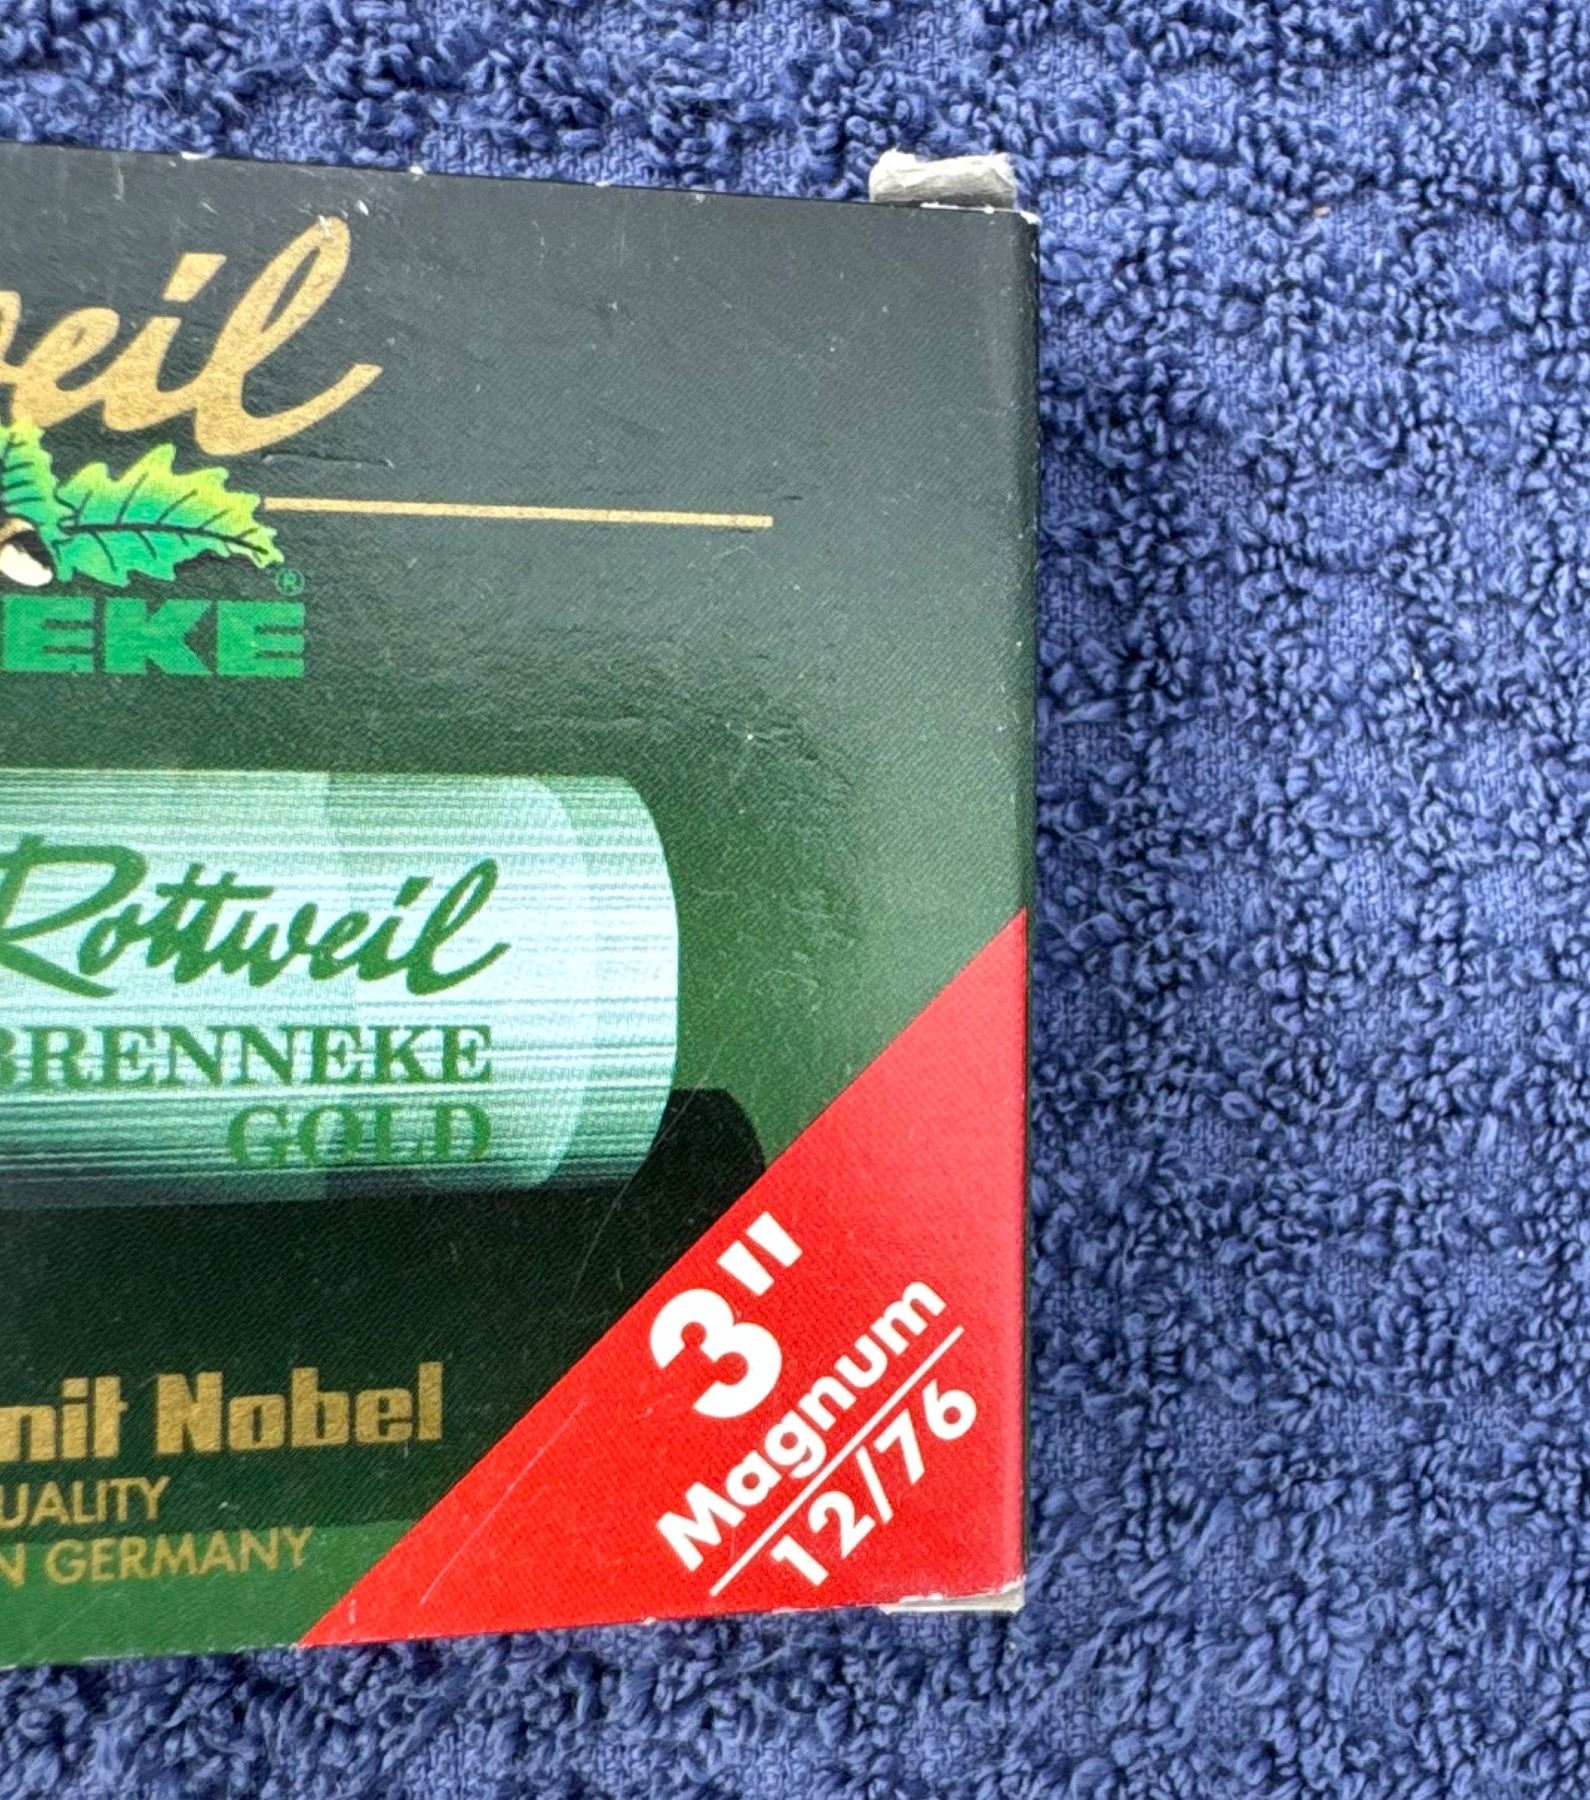 eil
®
EKE
Rottweil
BRENNEKE
GOLD
nit Nobel
UALITY
N GERMANY
3"
Magnum
12/76